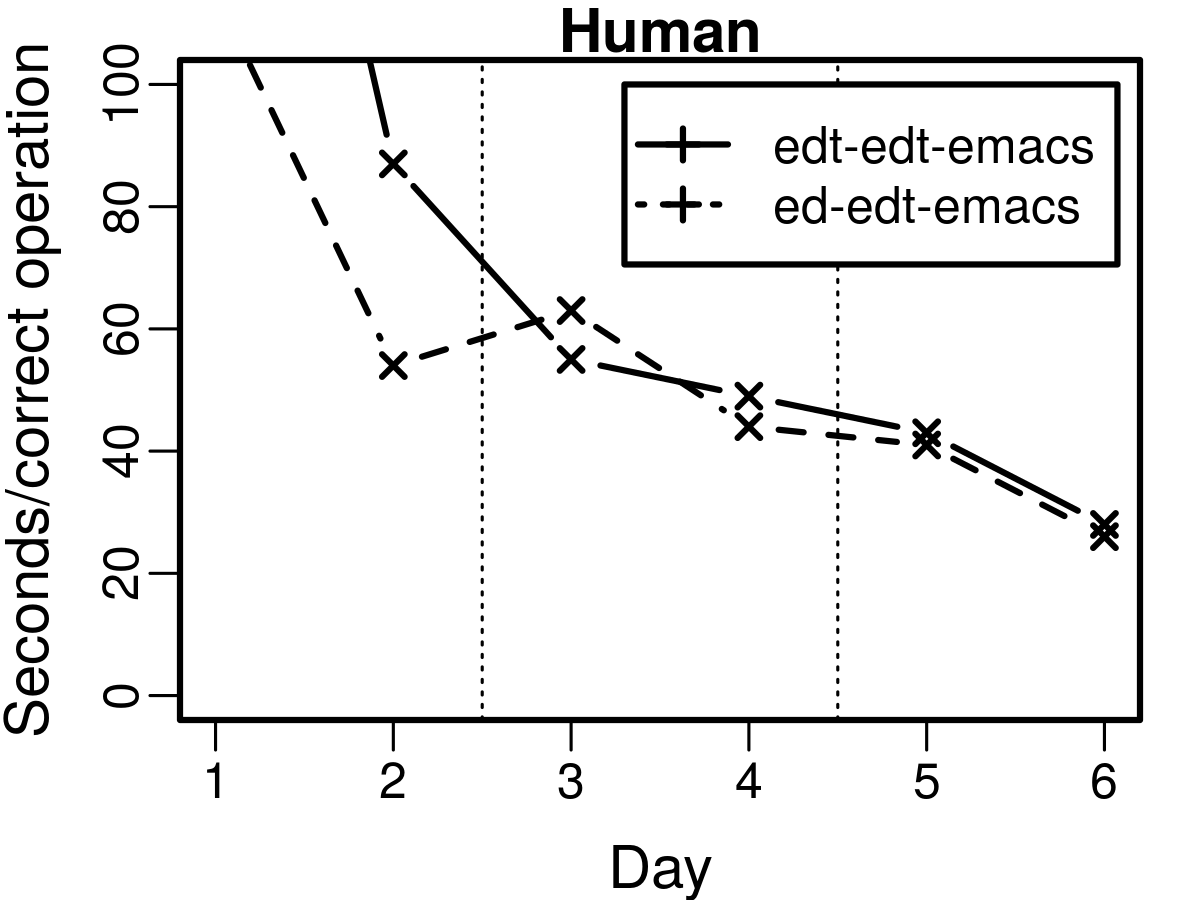 Human
Seconds/correct operation
100
80
60
40
20
0
edt-edt-emacs
ed-edt-emacs
1 2 3 4 5 6
Day